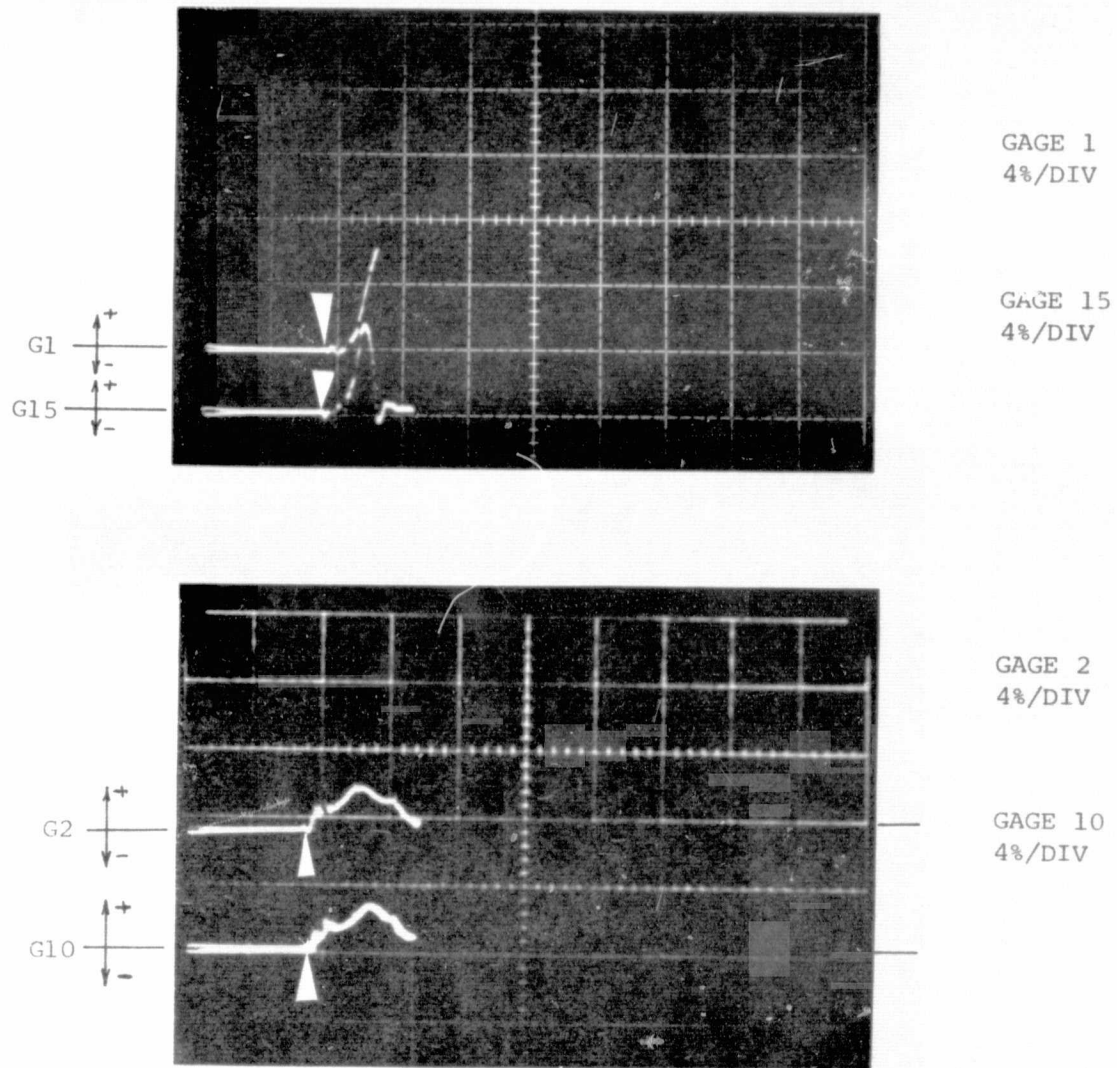 GAGE 1
4%/DIV
GAGE 15
4%/DIV
+
G1
-
+
G15
-
GAGE 2
4%/DIV
+
G2
-
GAGE 10
4%/DIV
+
G10
-